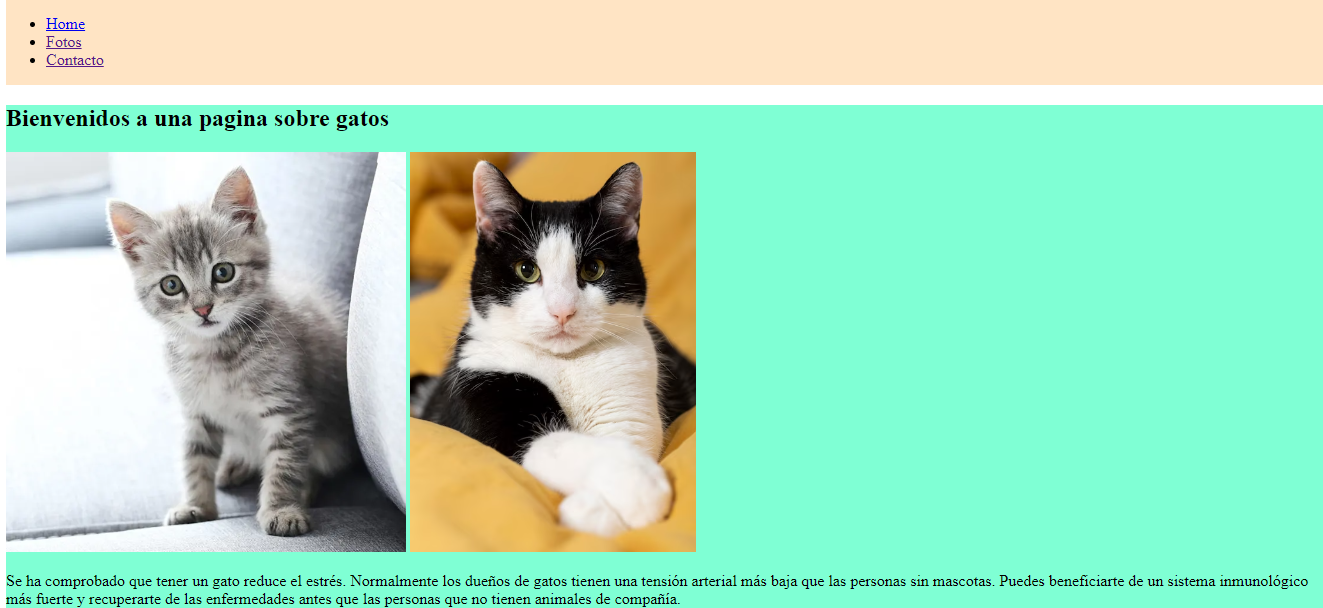 Home
Fotos
Contacto
Bienvenidos a una pagina sobre gatos
Se ha comprobado que tener un gato reduce el estrés. Normalmente los dueños de gatos tienen una tensión arterial más baja que las personas sin mascotas. Puedes beneficiarte de un sistema inmunológico
más fuerte y recuperarte de las enfermedades antes que las personas que no tienen animales de compañía.